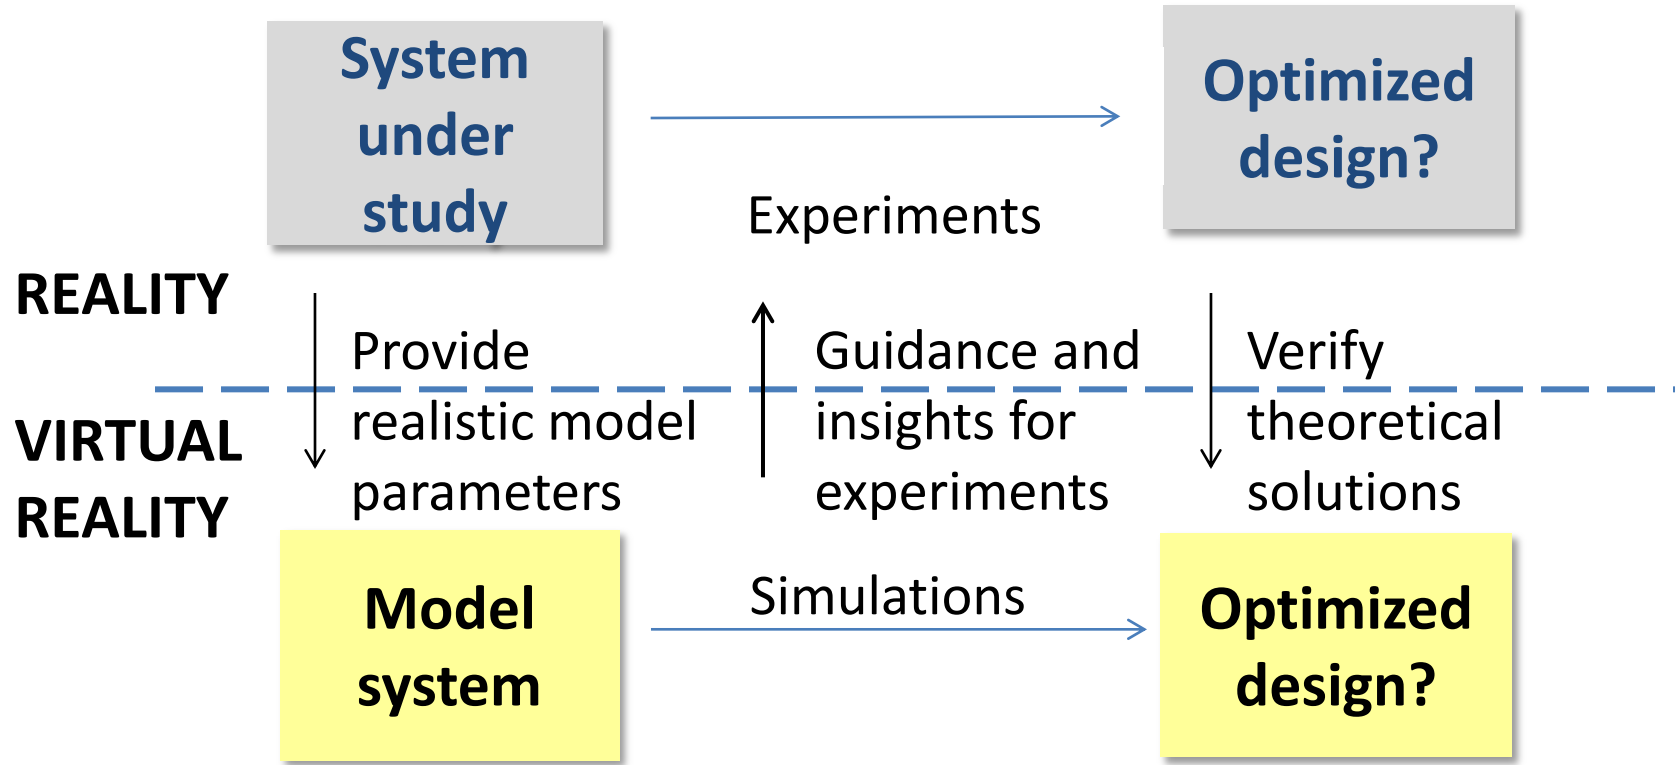 System
under
study
Optimized
design?
Experiments
REALITY
Provide
realistic model
parameters
Guidance and
insights for
experiments
Verify
theoretical
solutions
VIRTUAL
REALITY
Model
system
Simulations
Optimized
design?